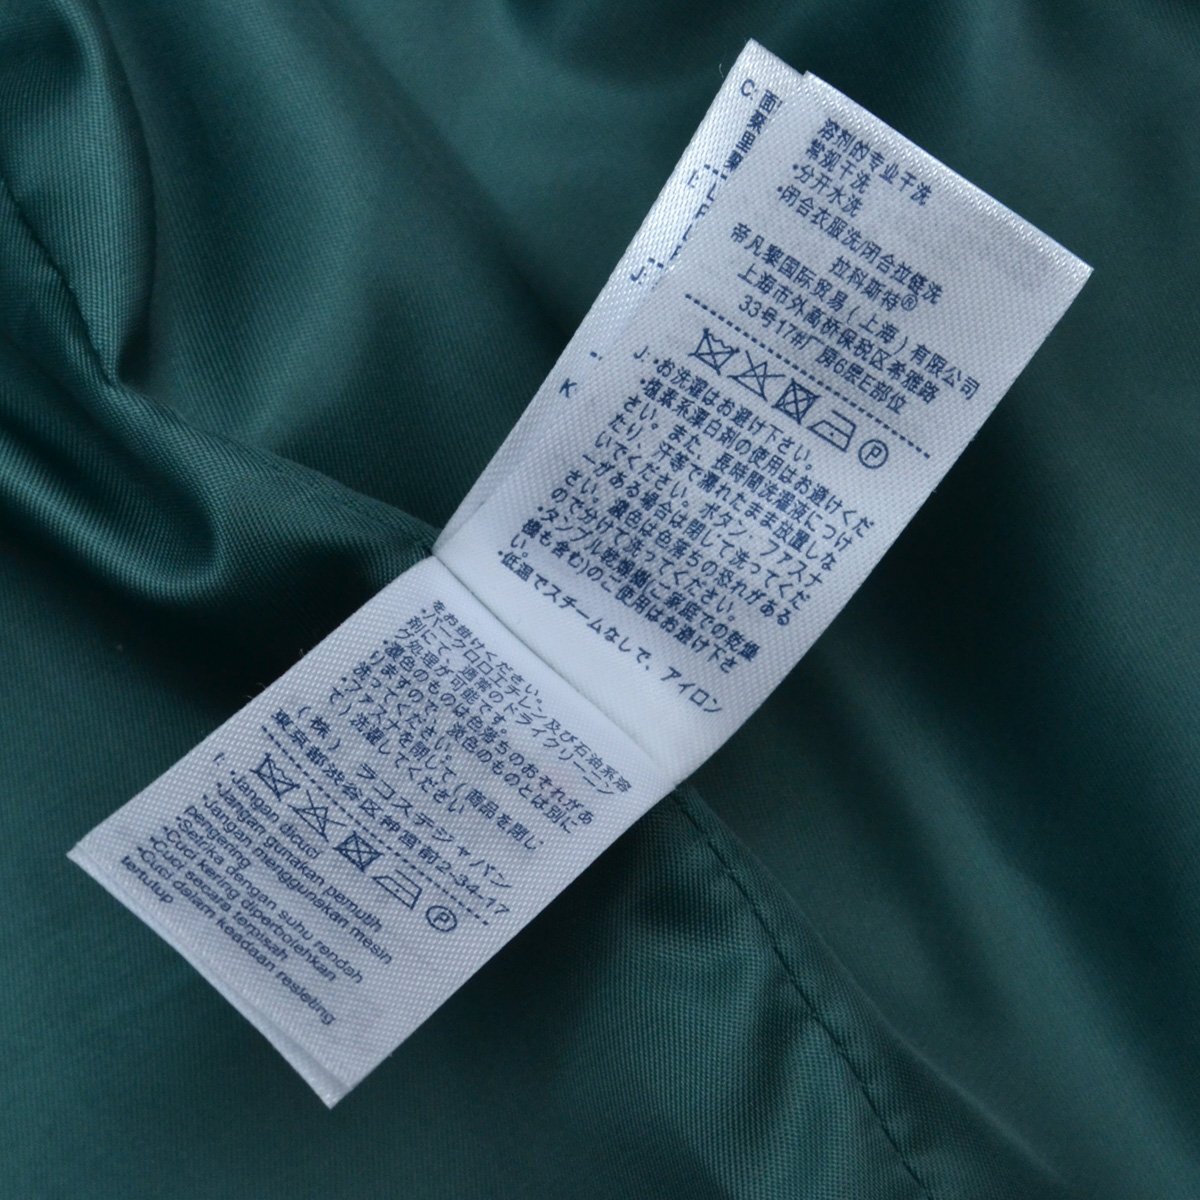 C: 面
聚
里
聚
I: L
P
L
F
J:
K
溶剂的专业干洗
常规干洗
·分开水洗
·闭合衣服洗/闭合拉链洗
拉科斯特®
帝凡黎国际贸易(上海)有限公司
上海市外高桥保税区希雅路
33号17#厂房6层E部位
J: ·お洗濯はお避け下さい。
·塩素系漂白剤の使用はお避けくだ
さい。また、長時間洗濯液につけ
たり、汗等で濡れたまま放置しな
いでください。ボタン、ファスナ
ーがある場合は閉じて洗ってくだ
さい。濃色は色落ちの恐れがある
ので分けて洗ってください。
·タンブル乾燥機(家庭での乾燥
機も含む)のご使用はお避け下さ
い。
·低温でスチームなしで、アイロン
をお掛けください。
パークロロエチレン及び石油系溶
剤にて、通常のドライクリーニン
グ処理が可能です。
·濃色のものは色落ちのおそれがあ
りますので、淡色のものとは別に
洗ってください。
·ファスナを閉じて(商品を閉じ
て)洗濯してください
(株)ラコステジャパン
東京都渋谷区神宮前2-34-17
I: ·Jangan dicuci
·Jangan gunakan pemutih
·Jangan menggunakan mesin
pengering
·Setrika dengan suhu rendah
·Cuci kering diperbolehkan
·Cuci secara terpisah
·Cuci dalam keadaan resleting
tertutup